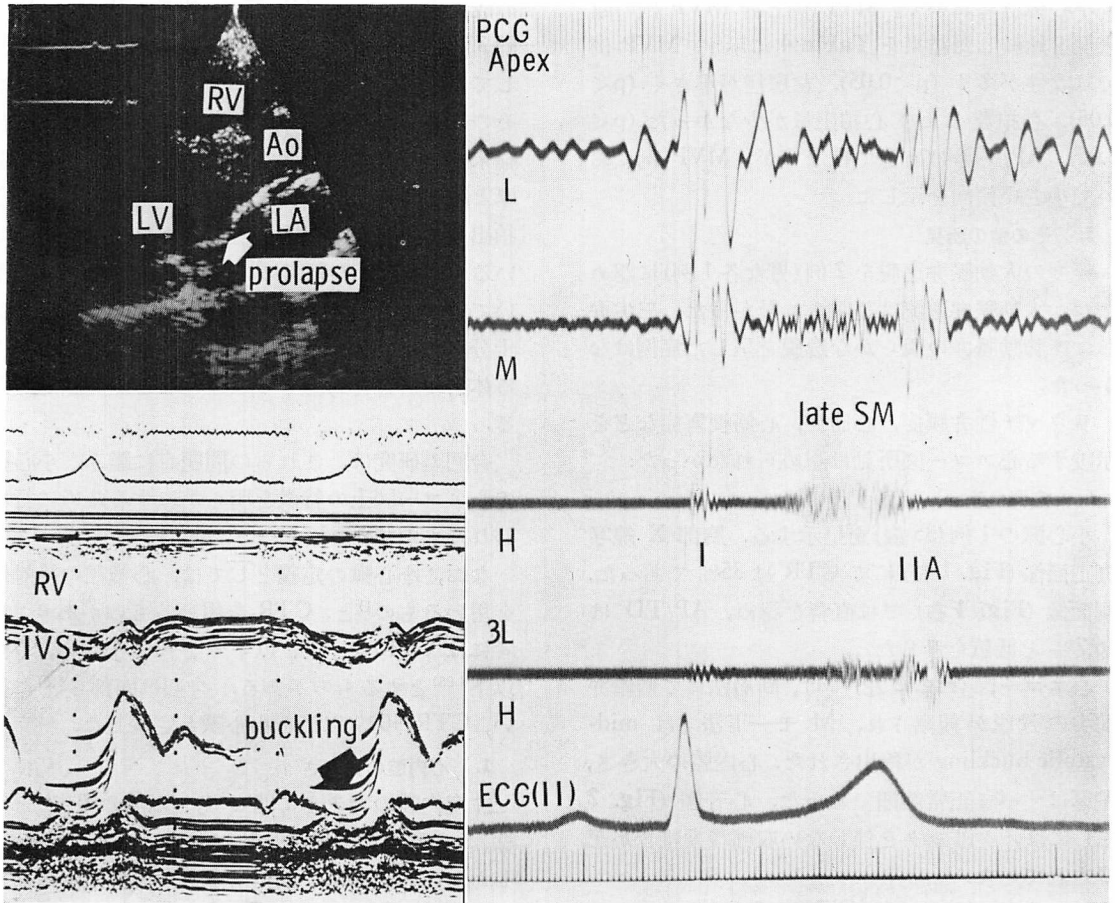 RV
Ao
LV
LA
prolapse
RV
IVS
buckling
PCG
Apex
L
M
late SM
H
I
IIA
3L
H
ECG(II)